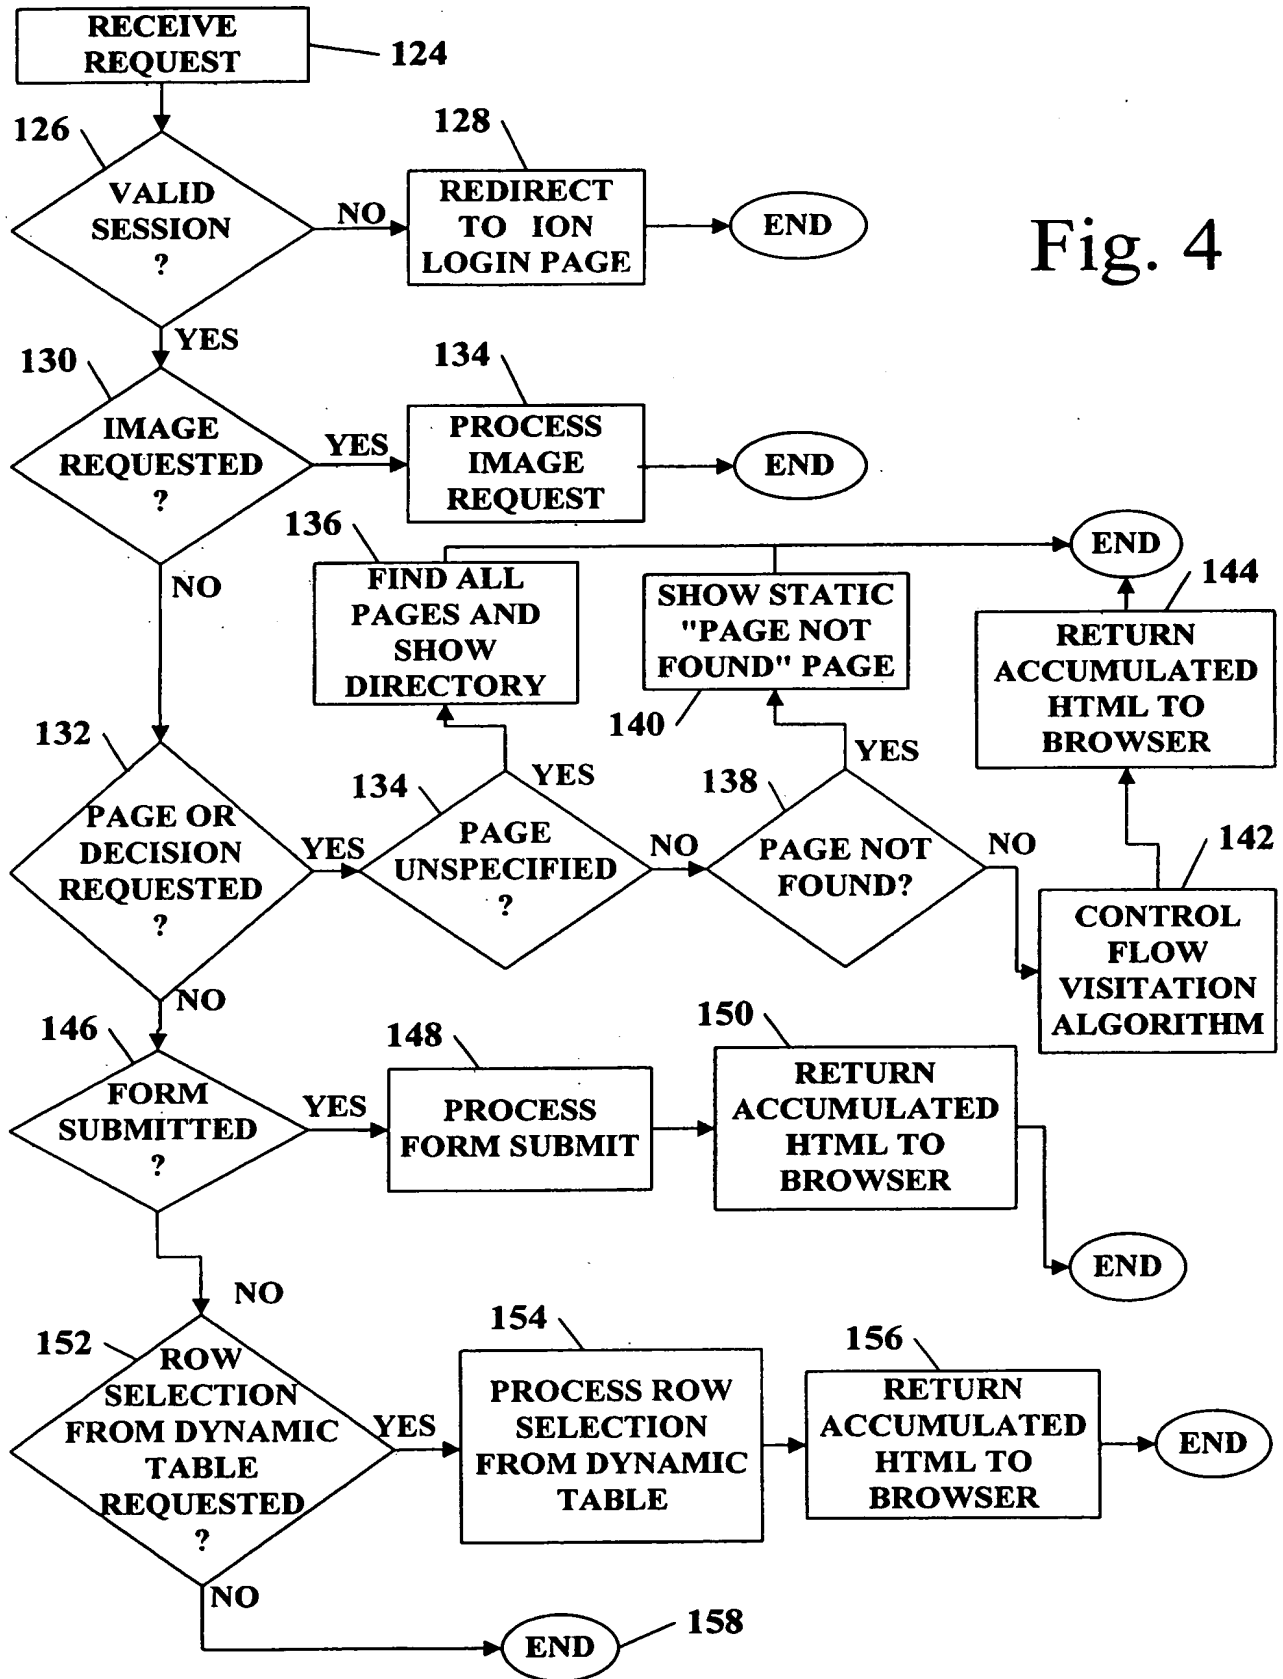 RECEIVE
REQUEST
124
126
VALID
SESSION
?
NO
128
REDIRECT
TO ION
LOGIN PAGE
END
Fig. 4
YES
130
IMAGE
REQUESTED
?
YES
134
PROCESS
IMAGE
REQUEST
END
NO
136
FIND ALL
PAGES AND
SHOW
DIRECTORY
SHOW STATIC
"PAGE NOT
FOUND" PAGE
140
END
144
RETURN
ACCUMULATED
HTML TO
BROWSER
132
PAGE OR
DECISION
REQUESTED
?
YES
134
PAGE
UNSPECIFIED
?
YES
NO
138
PAGE NOT
FOUND?
YES
NO
142
CONTROL
FLOW
VISITATION
ALGORITHM
NO
146
FORM
SUBMITTED
?
YES
148
PROCESS
FORM SUBMIT
150
RETURN
ACCUMULATED
HTML TO
BROWSER
END
NO
152
ROW
SELECTION
FROM DYNAMIC
TABLE
REQUESTED
?
YES
154
PROCESS ROW
SELECTION
FROM DYNAMIC
TABLE
156
RETURN
ACCUMULATED
HTML TO
BROWSER
END
NO
END
158